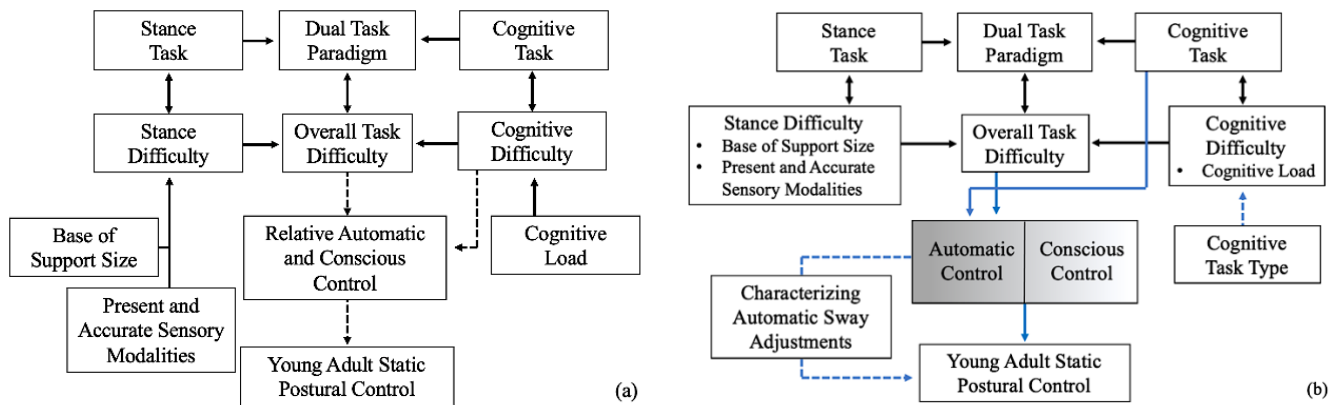 Stance
Task
Dual Task
Paradigm
Cognitive
Task
Stance
Difficulty
Overall Task
Difficulty
Cognitive
Difficulty
Base of
Support Size
Relative Automatic
and Conscious
Control
Cognitive
Load
Present and
Accurate Sensory
Modalities
Young Adult Static
Postural Control
(a)
Stance
Task
Dual Task
Paradigm
Cognitive
Task
Stance Difficulty
• Base of Support Size
• Present and Accurate
Sensory Modalities
Overall Task
Difficulty
Cognitive
Difficulty
• Cognitive Load
Automatic
Control
Conscious
Control
Cognitive
Task Type
Characterizing
Automatic Sway
Adjustments
Young Adult Static
Postural Control
(b)